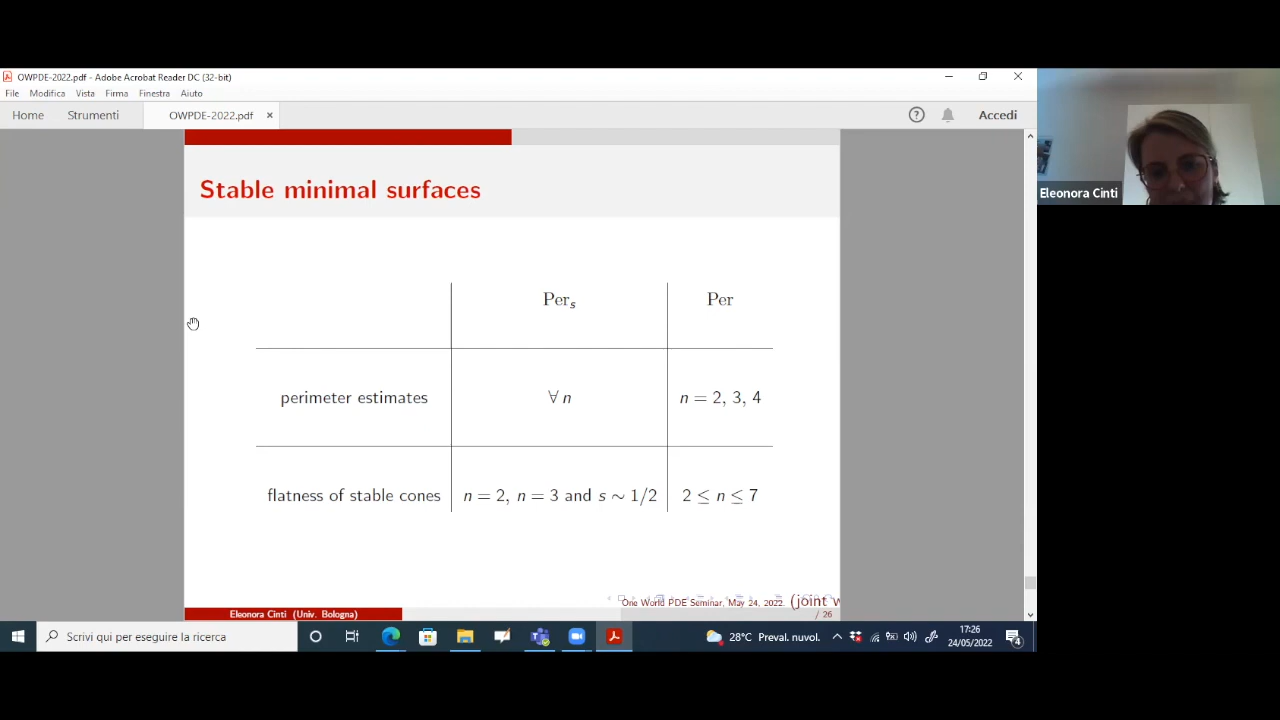 OWPDE-2022.pdf - Adobe Acrobat Reader DC (32-bit)
File Modifica Vista Firma Finestra Aiuto
Home Strumenti OWPDE-2022.pdf × ? Accedi
Stable minimal surfaces
Eleonora Cinti
Per_s Per
perimeter estimates ∀ n n = 2, 3, 4
flatness of stable cones n = 2, n = 3 and s ∼ 1/2 2 ≤ n ≤ 7
One World PDE Seminar, May 24, 2022. (joint w
Eleonora Cinti (Univ. Bologna) / 26
Scrivi qui per eseguire la ricerca 28°C Preval. nuvol. 17:26
24/05/2022 4